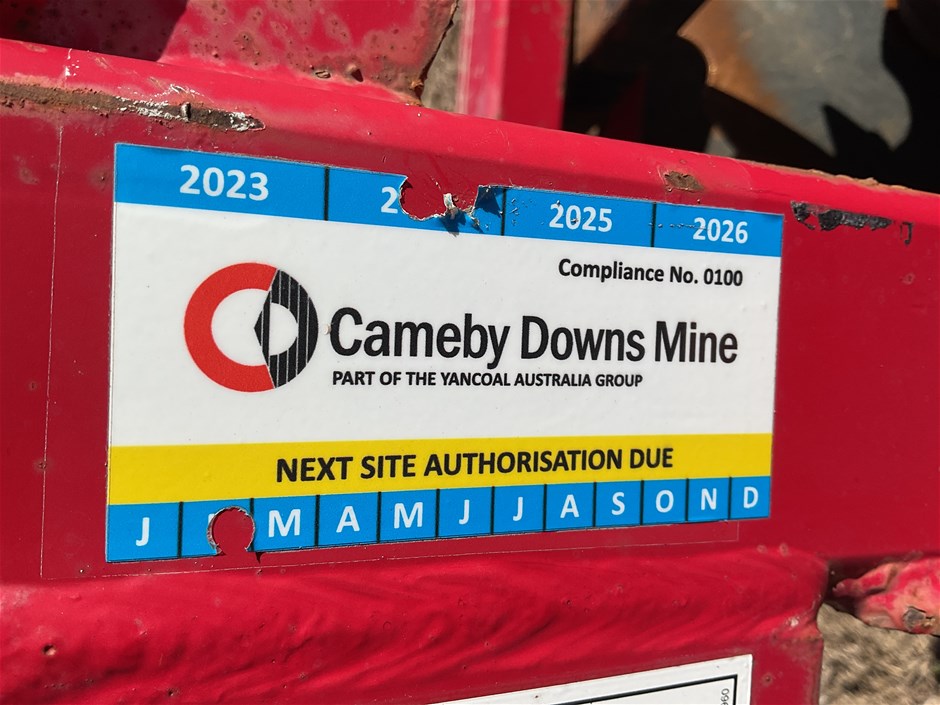 2023 2 2025 2026
Compliance No. 0100
Cameby Downs Mine
PART OF THE YANCOAL AUSTRALIA GROUP
NEXT SITE AUTHORISATION DUE
J M A M J J A S O N D